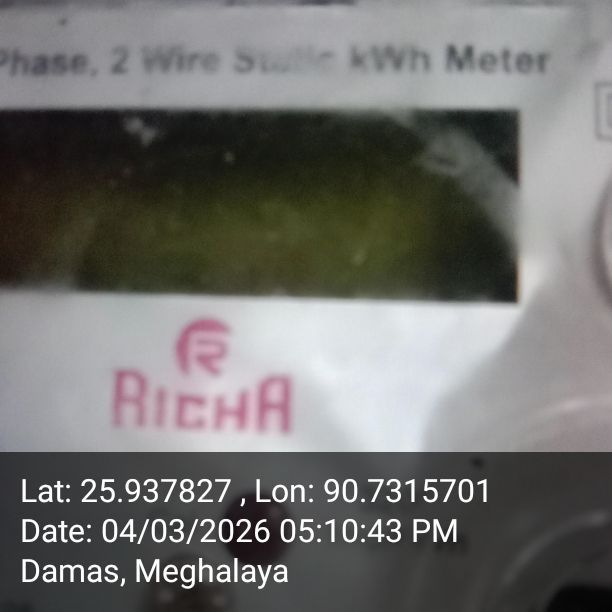 Phase, 2 Wire Static kWh Meter
RICHA
Lat: 25.937827 , Lon: 90.7315701
Date: 04/03/2026 05:10:43 PM
Damas, Meghalaya